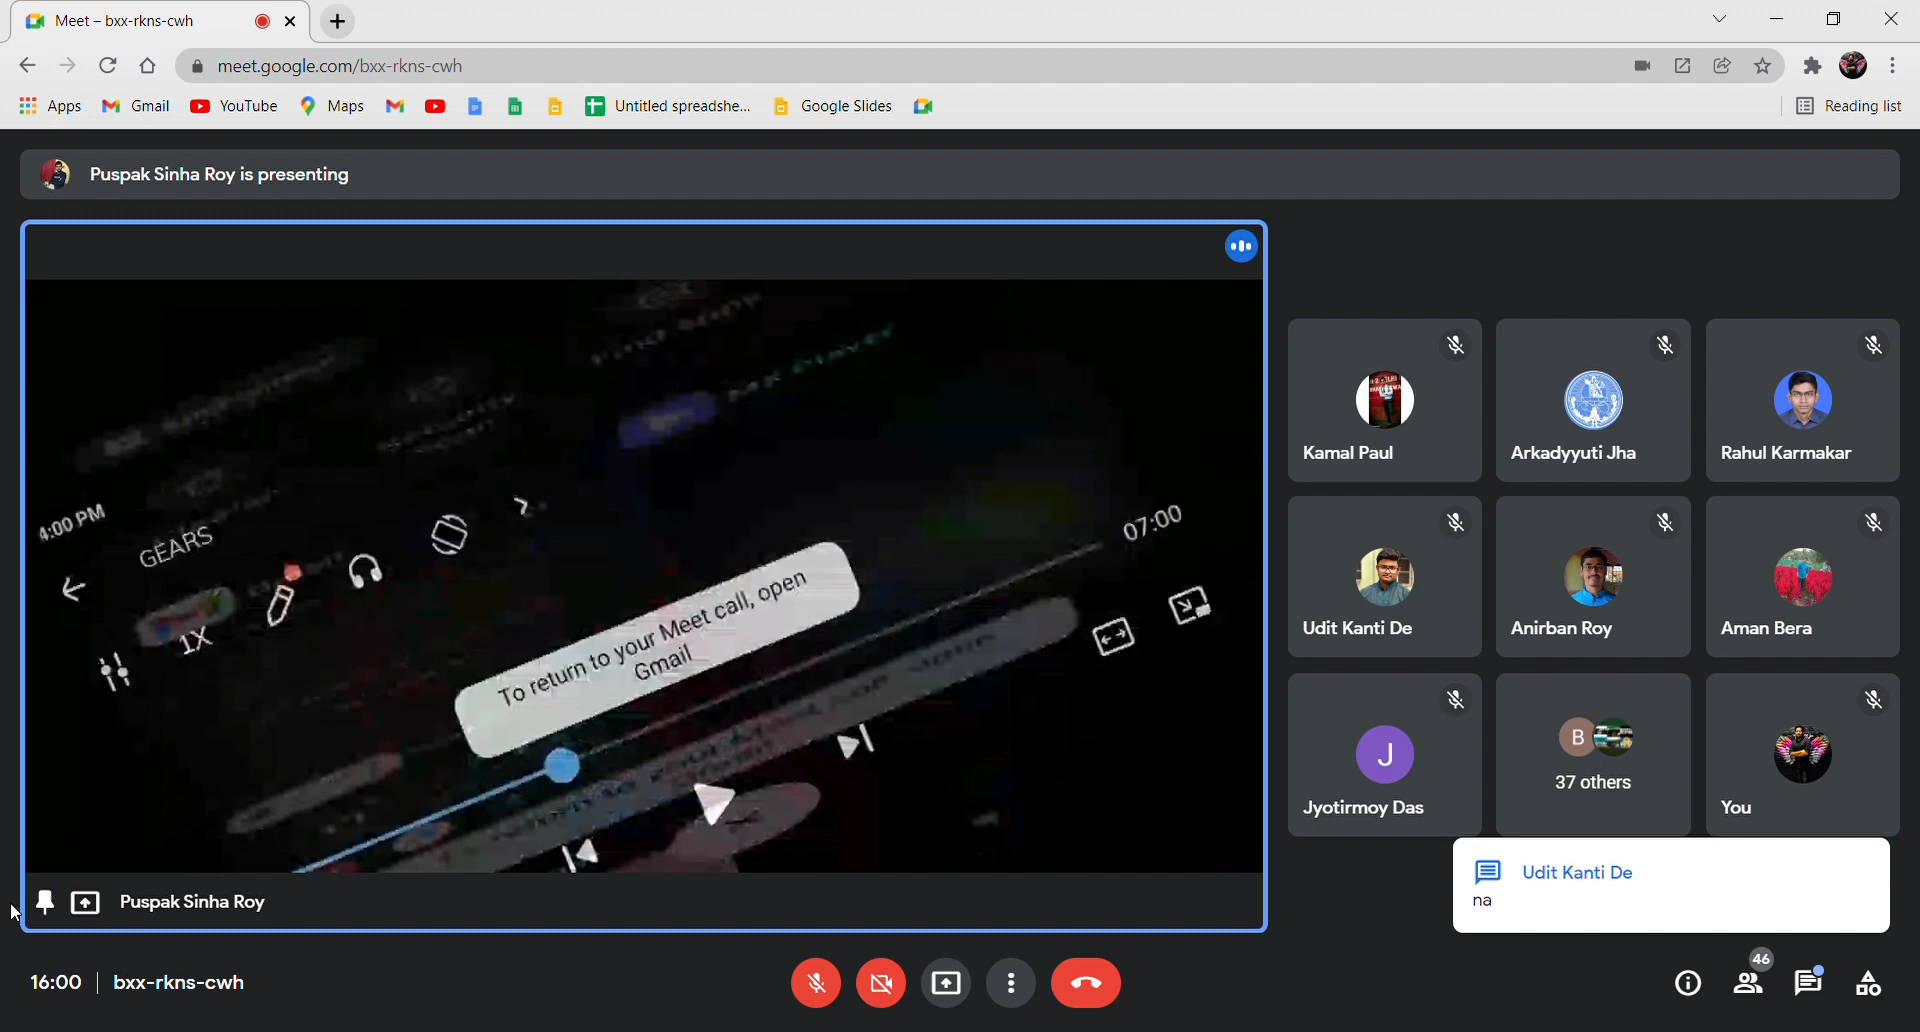 Meet – bxx-rkns-cwh
meet.google.com/bxx-rkns-cwh
Apps Gmail YouTube Maps Untitled spreadshe... Google Slides Reading list
Puspak Sinha Roy is presenting
4:00 PM
GEARS
1X
07:00
To return to your Meet call, open
Gmail
Puspak Sinha Roy
Kamal Paul
Arkadyyuti Jha
Rahul Karmakar
Udit Kanti De
Anirban Roy
Aman Bera
J
Jyotirmoy Das
B
37 others
You
Udit Kanti De
na
16:00 | bxx-rkns-cwh
46